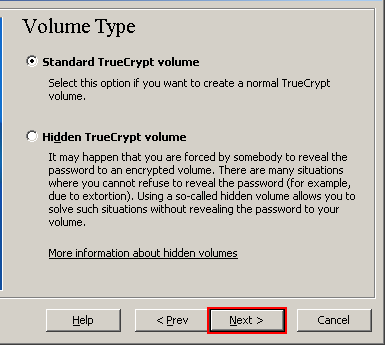 Volume Type
Standard TrueCrypt volume
Select this option if you want to create a normal TrueCrypt
volume.
Hidden TrueCrypt volume
It may happen that you are forced by somebody to reveal the
password to an encrypted volume. There are many situations
where you cannot refuse to reveal the password (for example,
due to extortion). Using a so-called hidden volume allows you to
solve such situations without revealing the password to your
volume.
More information about hidden volumes
Help < Prev Next > Cancel